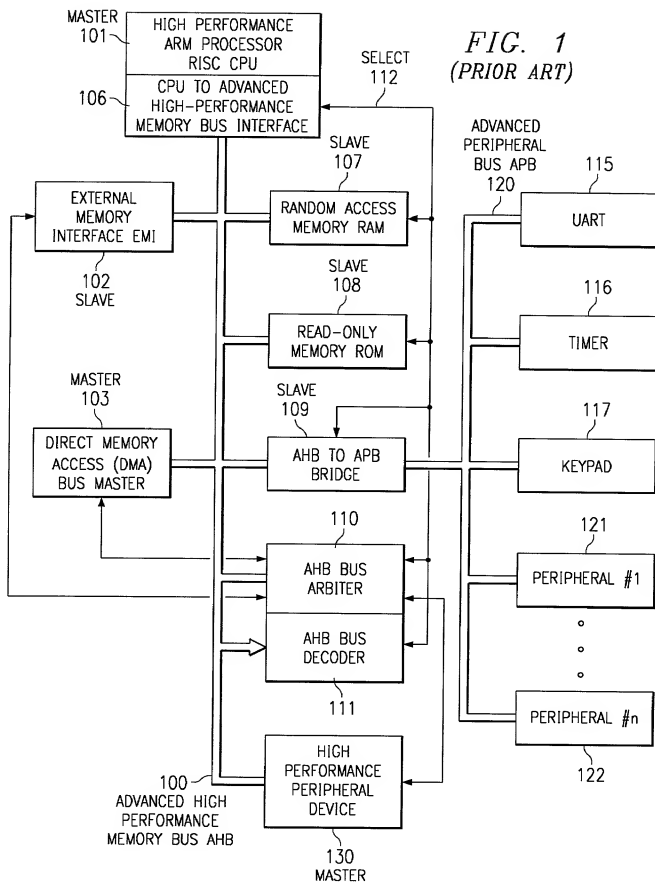 FIG. 1
(PRIOR ART)
MASTER
101
HIGH PERFORMANCE
ARM PROCESSOR
RISC CPU
106
CPU TO ADVANCED
HIGH-PERFORMANCE
MEMORY BUS INTERFACE
SELECT
112
EXTERNAL
MEMORY
INTERFACE EMI
102
SLAVE
SLAVE
107
RANDOM ACCESS
MEMORY RAM
SLAVE
108
READ-ONLY
MEMORY ROM
MASTER
103
DIRECT MEMORY
ACCESS (DMA)
BUS MASTER
SLAVE
109
AHB TO APB
BRIDGE
110
AHB BUS
ARBITER
AHB BUS
DECODER
111
100
ADVANCED HIGH
PERFORMANCE
MEMORY BUS AHB
HIGH
PERFORMANCE
PERIPHERAL
DEVICE
130
MASTER
ADVANCED
PERIPHERAL
BUS APB
120
115
UART
116
TIMER
117
KEYPAD
121
PERIPHERAL #1
PERIPHERAL #n
122